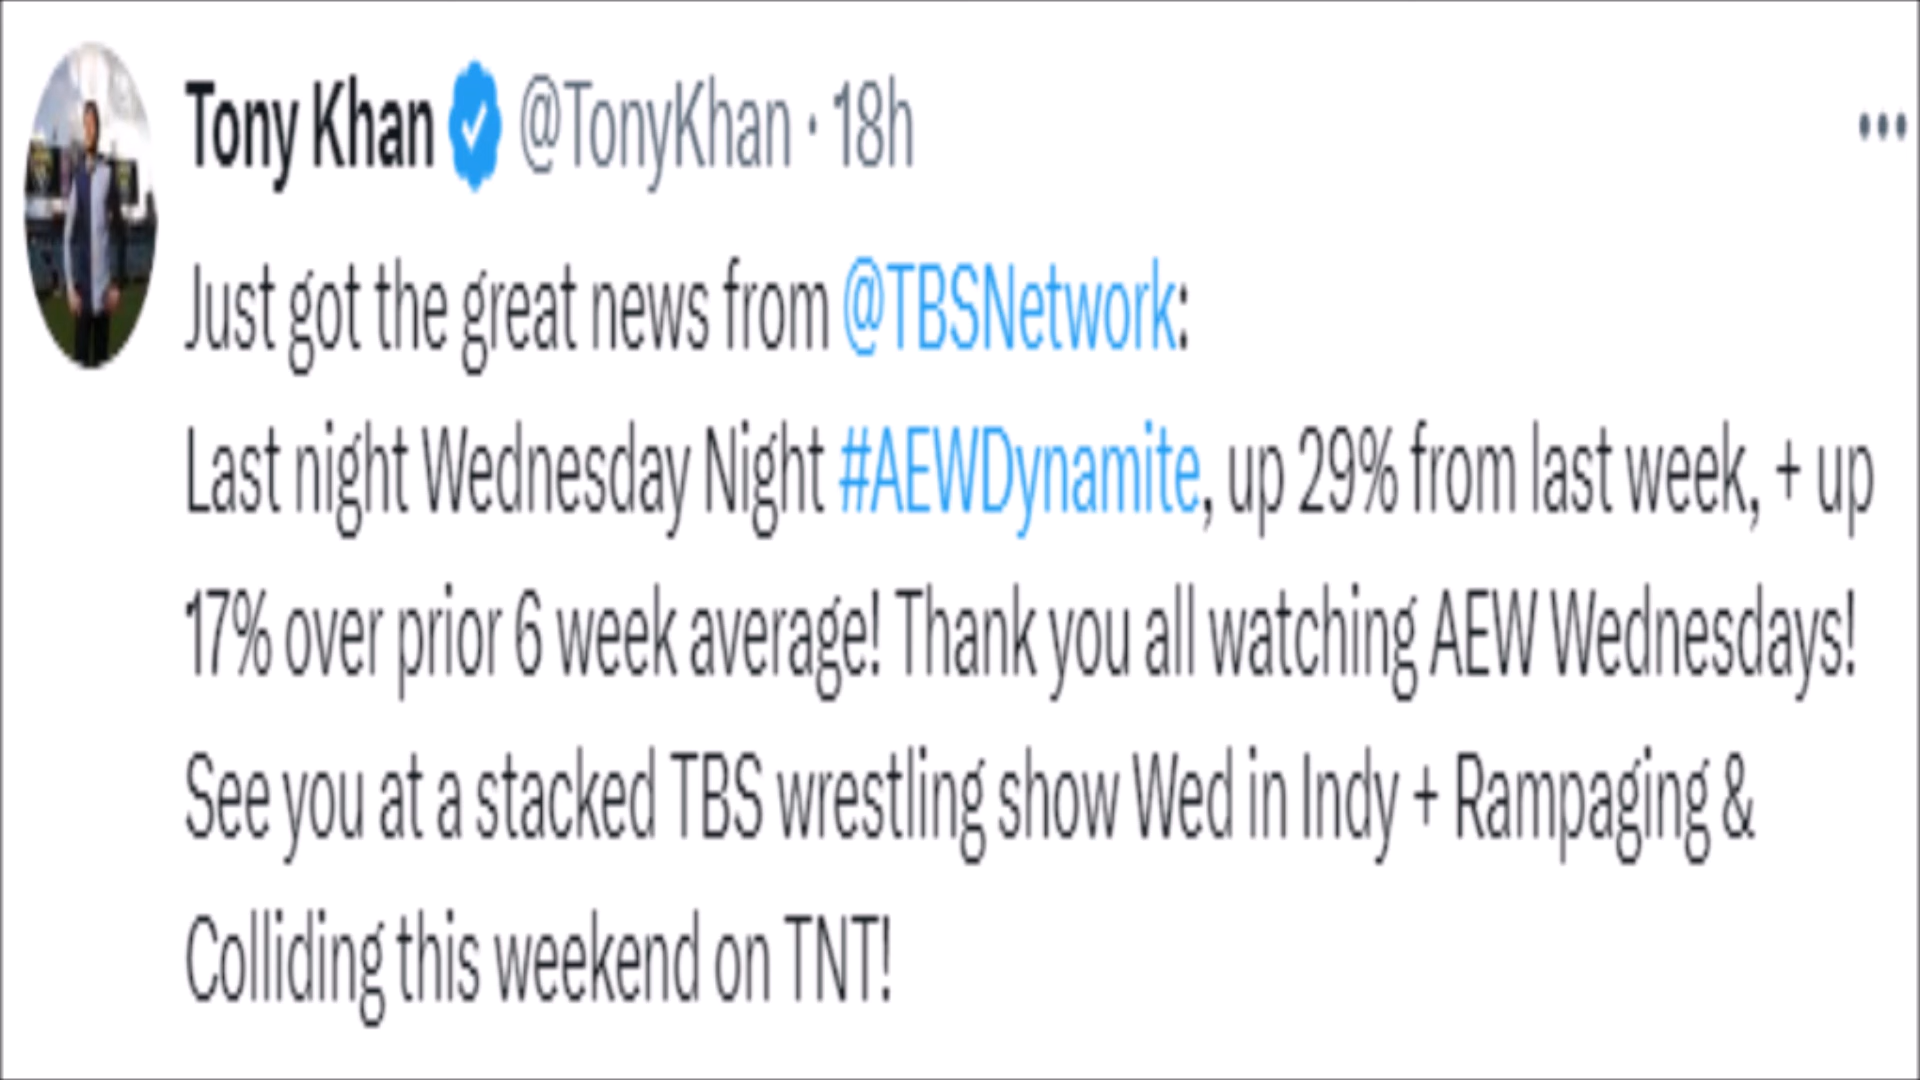 Tony Khan @TonyKhan · 18h
Just got the great news from @TBSNetwork:
Last night Wednesday Night #AEWDynamite, up 29% from last week, + up
17% over prior 6 week average! Thank you all watching AEW Wednesdays!
See you at a stacked TBS wrestling show Wed in Indy + Rampaging &
Colliding this weekend on TNT!